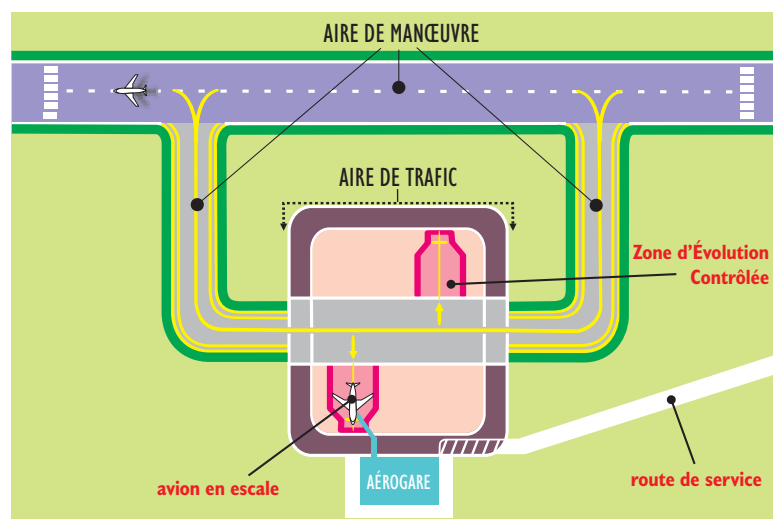 AIRE DE MANŒUVRE
AIRE DE TRAFIC
Zone d'Évolution
Contrôlée
avion en escale
AÉROGARE
route de service